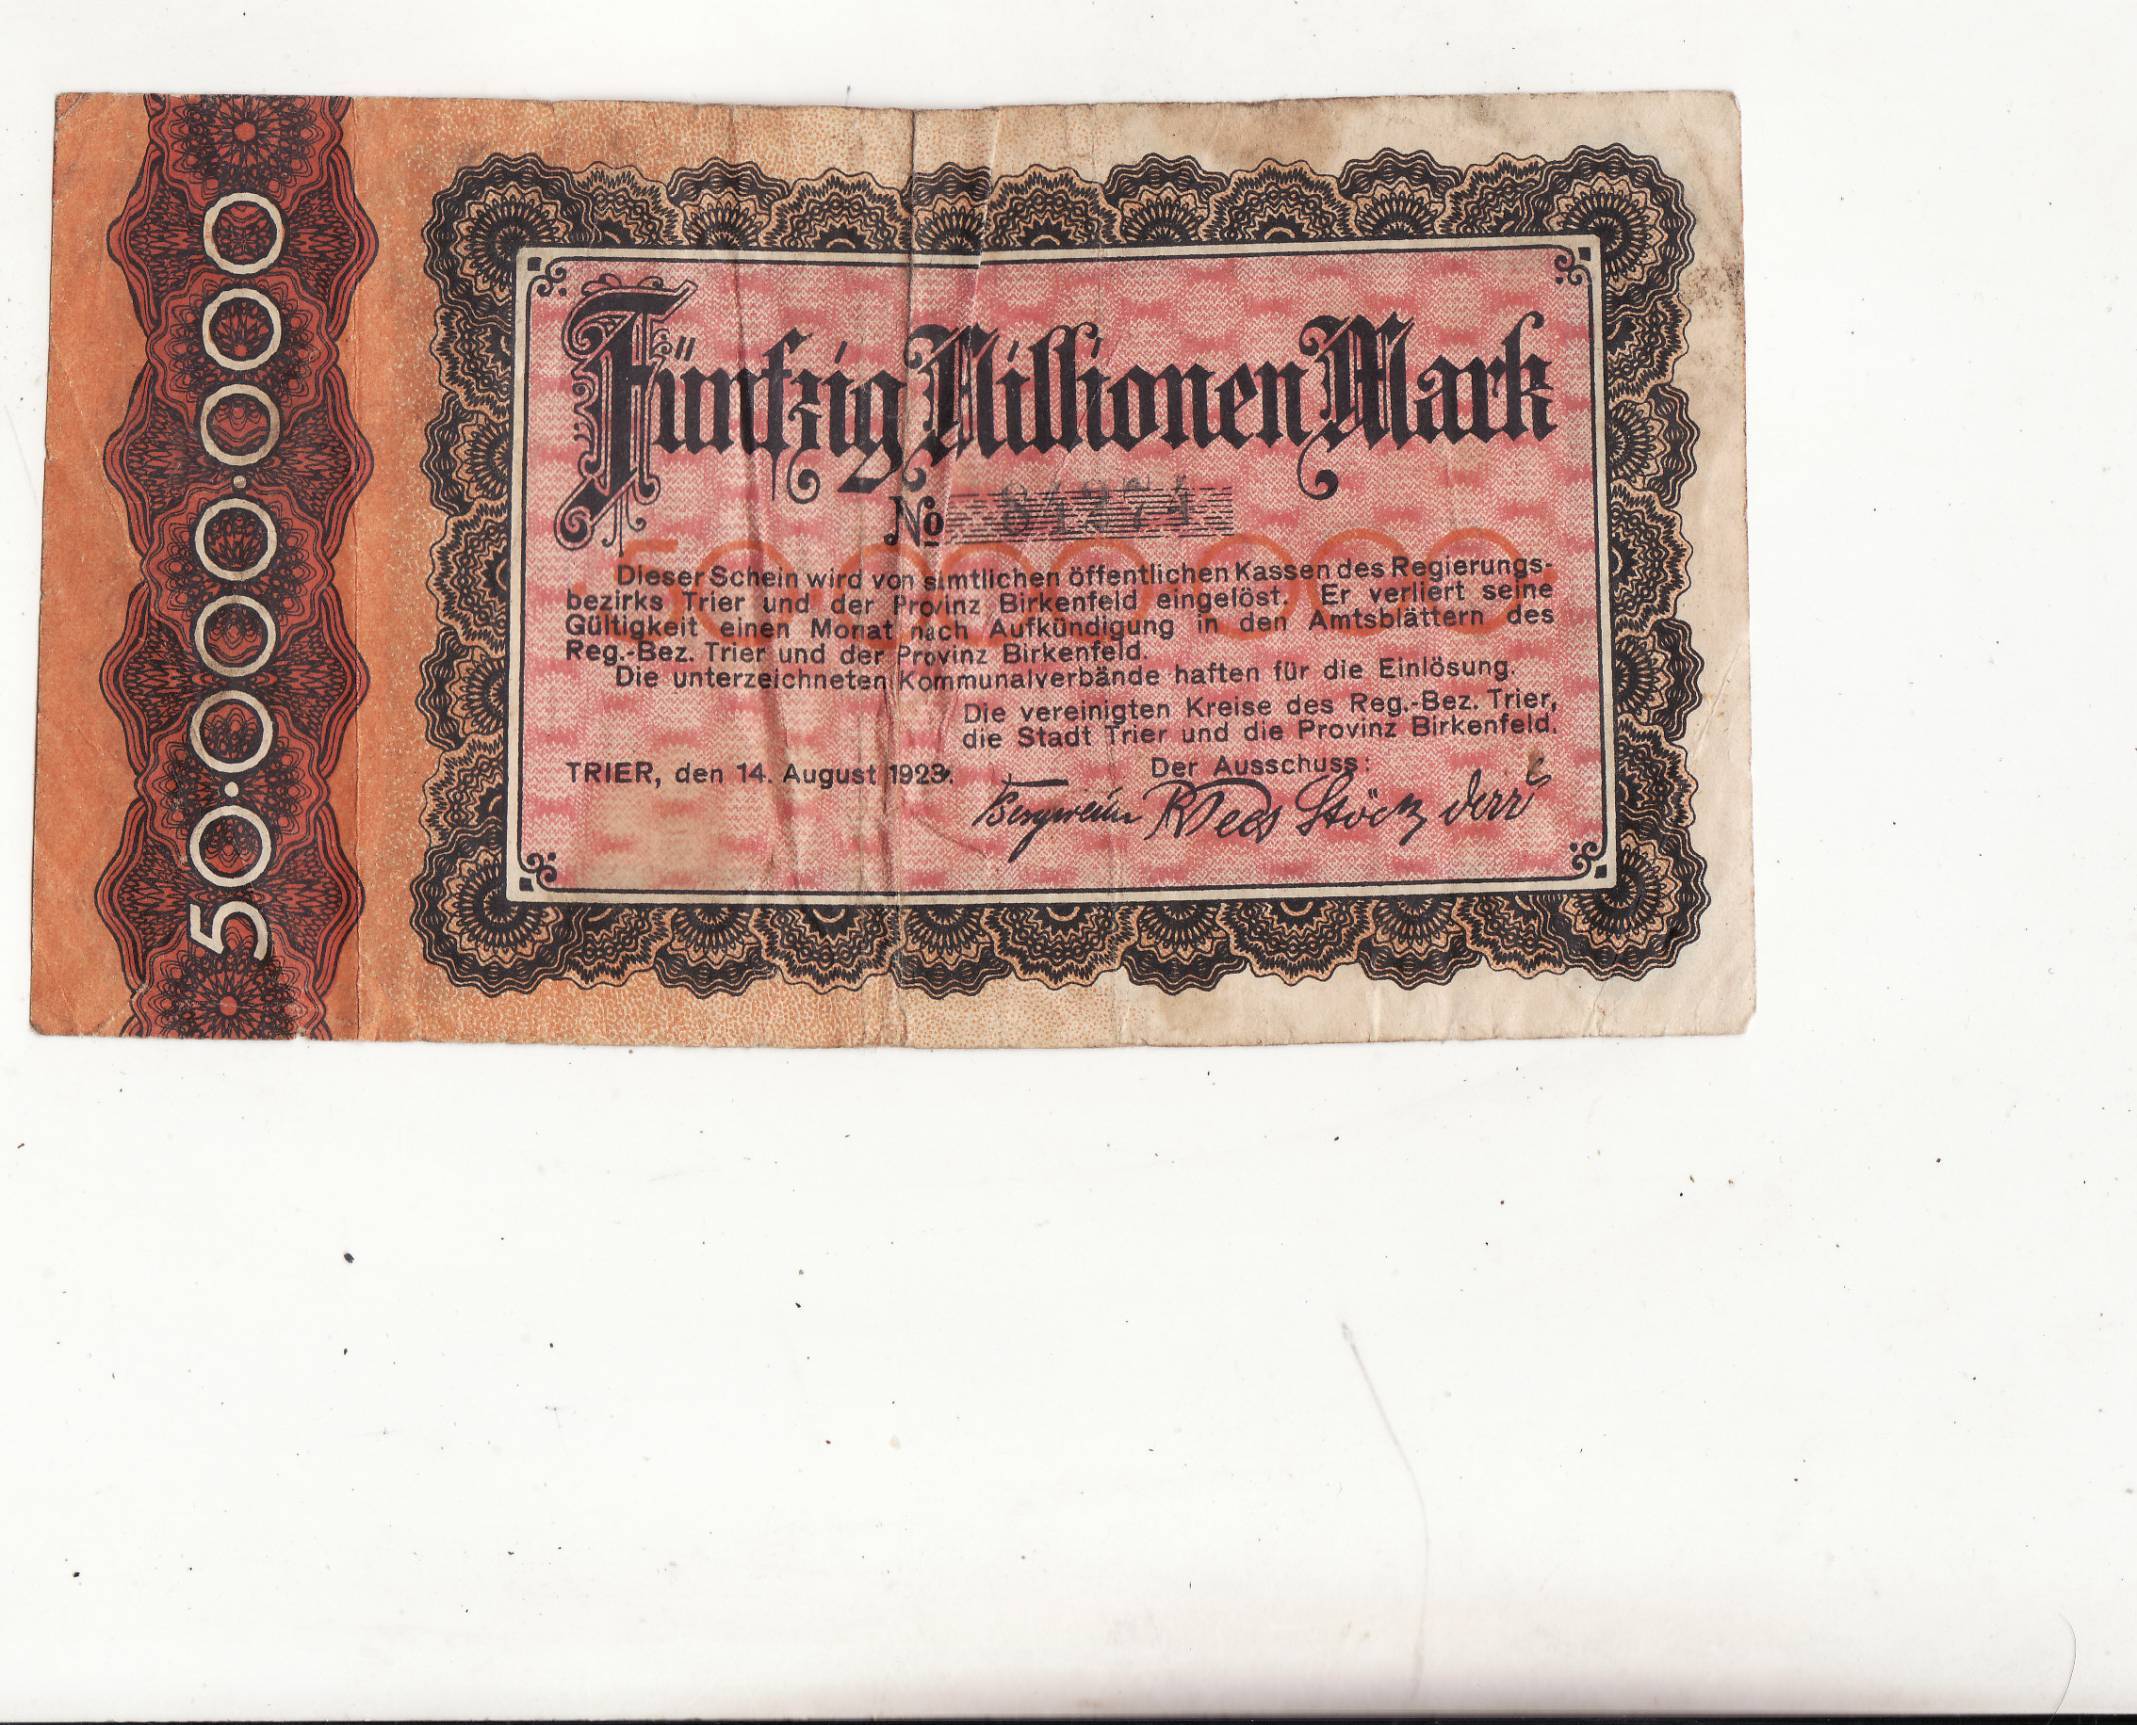 50.000.000
Fünfzig Millionen Mark
No
50.000.000
Dieser Schein wird von sämtlichen öffentlichen Kassen des Regierungs-
bezirks Trier und der Provinz Birkenfeld eingelöst. Er verliert seine
Gültigkeit einen Monat nach Aufkündigung in den Amtsblättern des
Reg.-Bez. Trier und der Provinz Birkenfeld.
Die unterzeichneten Kommunalverbände haften für die Einlösung.
Die vereinigten Kreise des Reg.-Bez. Trier,
die Stadt Trier und die Provinz Birkenfeld.
TRIER, den 14. August 1923. Der Ausschuss: